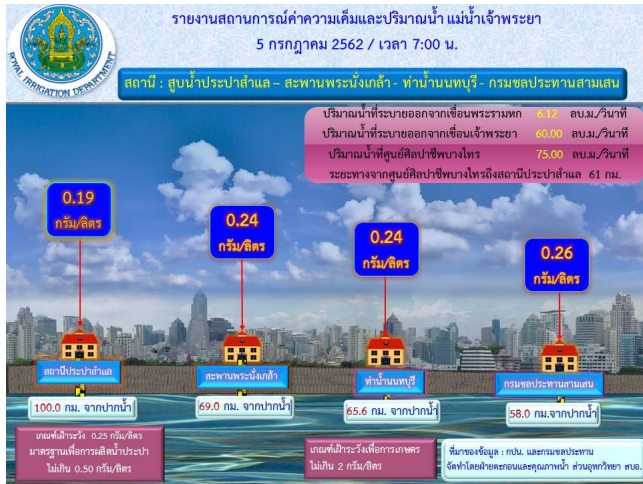 รายงานสถานการณ์ค่าความเค็มและปริมาณน้ำ แม่น้ำเจ้าพระยา
5 กรกฎาคม 2562 / เวลา 7:00 น.
ROYAL IRRIGATION DEPARTMENT
สถานี : สูบน้ำประปาสำแล – สะพานพระนั่งเกล้า - ท่าน้ำนนทบุรี - กรมชลประทานสามเสน
ปริมาณน้ำที่ระบายออกจากเขื่อนพระรามหก 6.12 ลบ.ม./วินาที
ปริมาณน้ำที่ระบายออกจากเขื่อนเจ้าพระยา 60.00 ลบ.ม./วินาที
ปริมาณน้ำที่ศูนย์ศิลปาชีพบางไทร 75.00 ลบ.ม./วินาที
ระยะทางจากศูนย์ศิลปาชีพบางไทรถึงสถานีประปาสำแล 61 กม.
0.19
กรัม/ลิตร
0.24
กรัม/ลิตร
0.24
กรัม/ลิตร
0.26
กรัม/ลิตร
สถานีประปาสำแล
สะพานพระนั่งเกล้า
ท่าน้ำนนทบุรี
กรมชลประทานสามเสน
100.0 กม. จากปากน้ำ
69.0 กม. จากปากน้ำ
65.6 กม. จากปากน้ำ
58.0 กม.จากปากน้ำ
เกณฑ์เฝ้าระวัง 0.25 กรัม/ลิตร
มาตรฐานเพื่อการผลิตน้ำประปา
ไม่เกิน 0.50 กรัม/ลิตร
เกณฑ์เฝ้าระวังเพื่อการเกษตร
ไม่เกิน 2 กรัม/ลิตร
ที่มาของข้อมูล : กปน. และกรมชลประทาน
จัดทำโดยฝ่ายตะกอนและคุณภาพน้ำ ส่วนอุทกวิทยา สบอ.